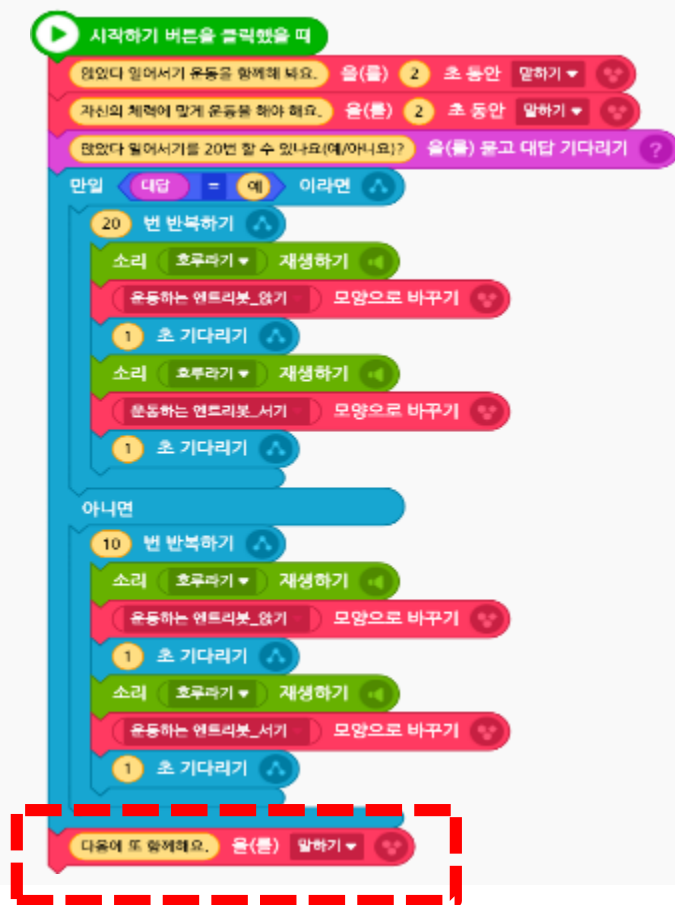 시작하기 버튼을 클릭했을 때
앉았다 일어서기 운동을 함께해 봐요. 을(를) 2 초 동안 말하기
자신의 체력에 맞게 운동을 해야 해요. 을(를) 2 초 동안 말하기
앉았다 일어서기를 20번 할 수 있나요(예/아니요)? 을(를) 묻고 대답 기다리기 ?
만일 대답 = 예 이라면
20 번 반복하기
소리 호루라기 재생하기
운동하는 엔트리봇_앉기 모양으로 바꾸기
1 초 기다리기
소리 호루라기 재생하기
운동하는 엔트리봇_서기 모양으로 바꾸기
1 초 기다리기
아니면
10 번 반복하기
소리 호루라기 재생하기
운동하는 엔트리봇_앉기 모양으로 바꾸기
1 초 기다리기
소리 호루라기 재생하기
운동하는 엔트리봇_서기 모양으로 바꾸기
1 초 기다리기
다음에 또 함께해요. 을(를) 말하기